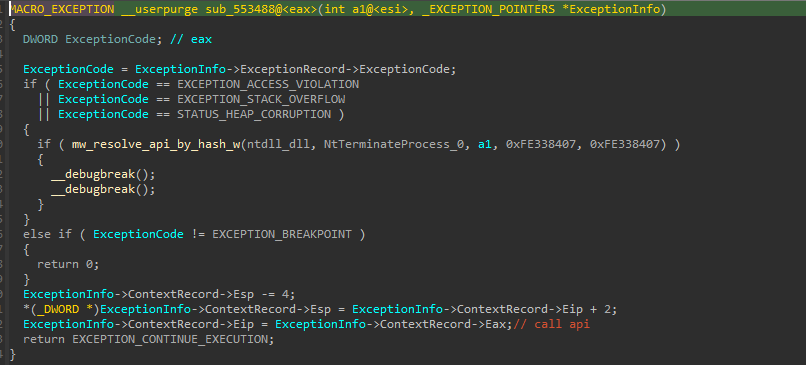 MACRO_EXCEPTION __userpurge sub_553488@<eax>(int a1@<esi>, _EXCEPTION_POINTERS *ExceptionInfo)
{
DWORD ExceptionCode; // eax
ExceptionCode = ExceptionInfo->ExceptionRecord->ExceptionCode;
if ( ExceptionCode == EXCEPTION_ACCESS_VIOLATION
|| ExceptionCode == EXCEPTION_STACK_OVERFLOW
|| ExceptionCode == STATUS_HEAP_CORRUPTION )
{
if ( mw_resolve_api_by_hash_w(ntdll_dll, NtTerminateProcess_0, a1, 0xFE338407, 0xFE338407) )
{
__debugbreak();
__debugbreak();
}
}
else if ( ExceptionCode != EXCEPTION_BREAKPOINT )
{
return 0;
}
ExceptionInfo->ContextRecord->Esp -= 4;
*(_DWORD *)ExceptionInfo->ContextRecord->Esp = ExceptionInfo->ContextRecord->Eip + 2;
ExceptionInfo->ContextRecord->Eip = ExceptionInfo->ContextRecord->Eax;// call api
return EXCEPTION_CONTINUE_EXECUTION;
}